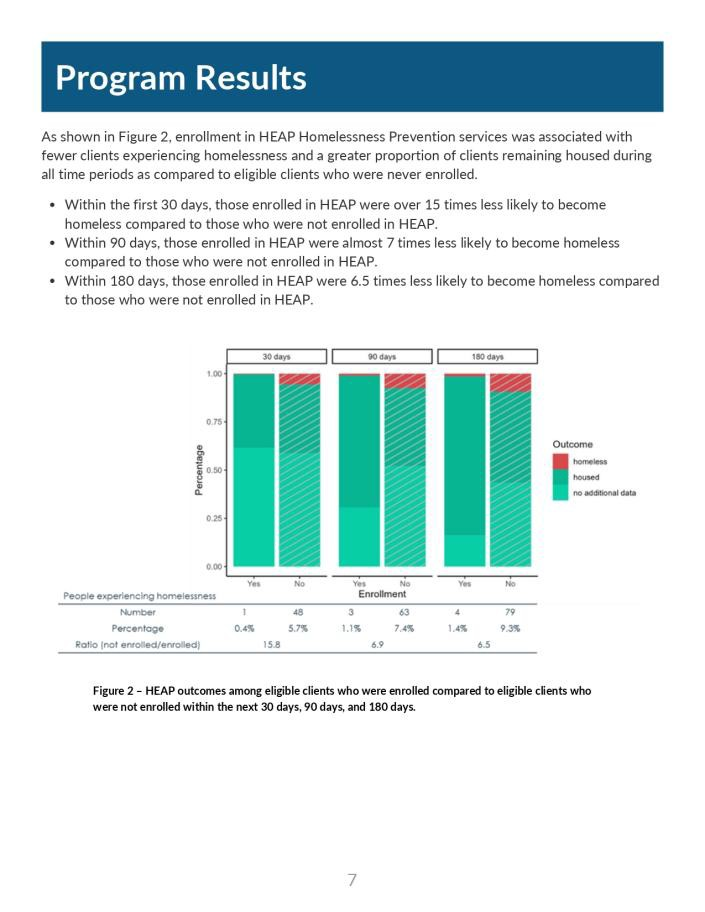 Program Results
As shown in Figure 2, enrollment in HEAP Homelessness Prevention services was associated with
fewer clients experiencing homelessness and a greater proportion of clients remaining housed during
all time periods as compared to eligible clients who were never enrolled.
• Within the first 30 days, those enrolled in HEAP were over 15 times less likely to become
homeless compared to those who were not enrolled in HEAP.
• Within 90 days, those enrolled in HEAP were almost 7 times less likely to become homeless
compared to those who were not enrolled in HEAP.
• Within 180 days, those enrolled in HEAP were 6.5 times less likely to become homeless compared
to those who were not enrolled in HEAP.
30 days 90 days 180 days
1.00
0.75
0.50
0.25
0.00
Percentage
Outcome
homeless
housed
no additional data
Yes No Yes No Yes No
People experiencing homelessness Enrollment
Number 1 48 3 63 4 79
Percentage 0.4% 5.7% 1.1% 7.4% 1.4% 9.3%
Ratio (not enrolled/enrolled) 15.8 6.9 6.5
Figure 2 – HEAP outcomes among eligible clients who were enrolled compared to eligible clients who
were not enrolled within the next 30 days, 90 days, and 180 days.
7